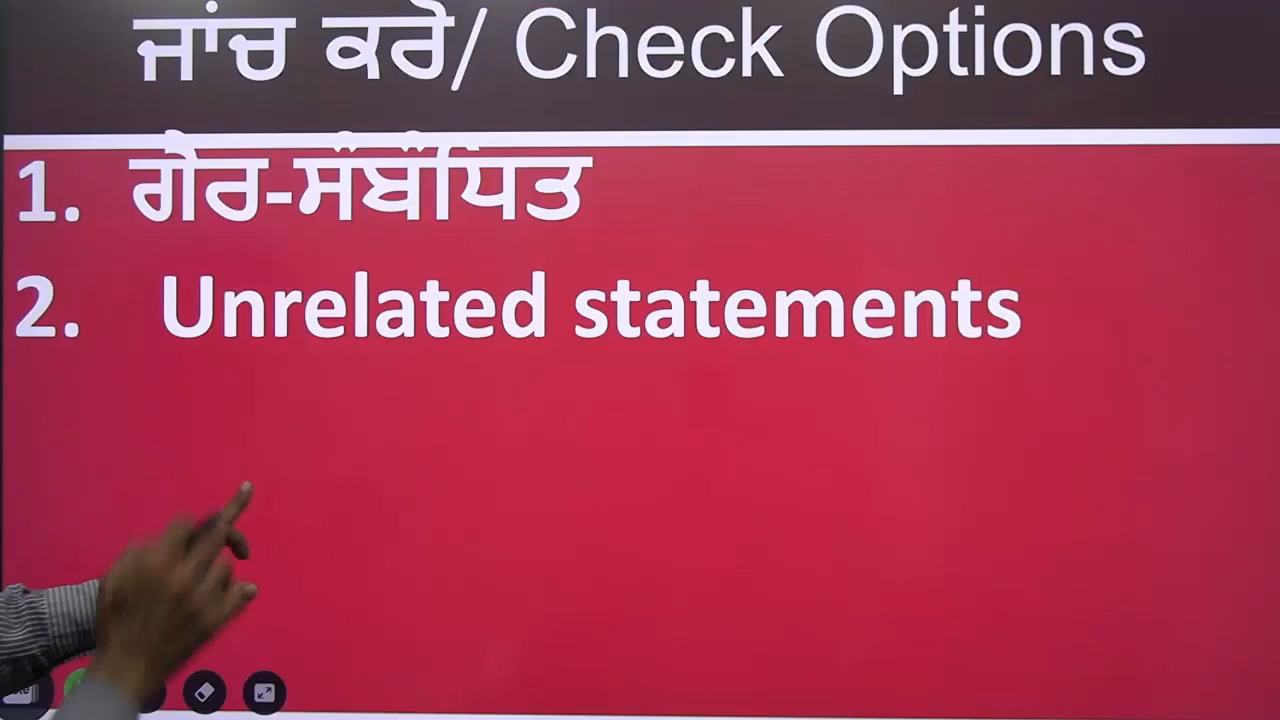 ਜਾਂਚ ਕਰੋ/ Check Options
1. ਗੈਰ-ਸੰਬੰਧਿਤ
2. Unrelated statements